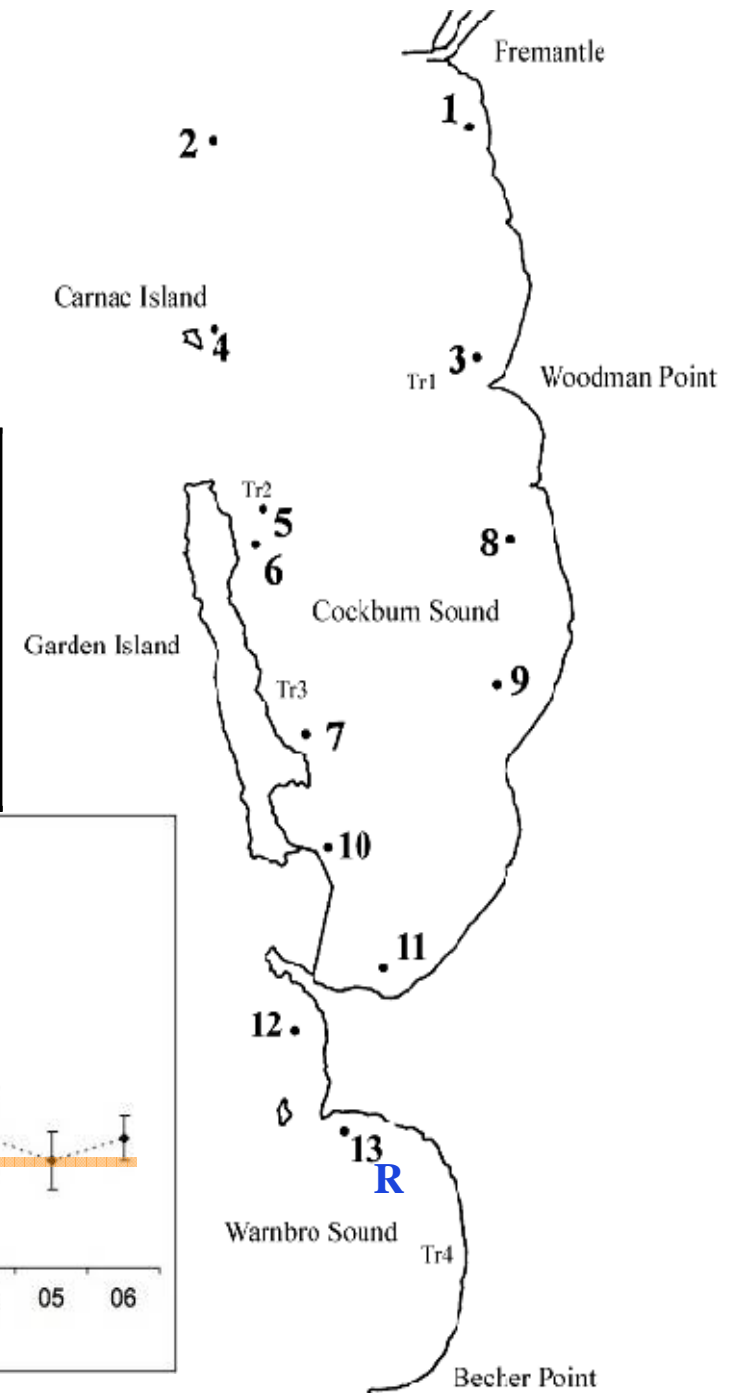 Fremantle
1
2
Carnac Island
4
3
Tr1
Woodman Point
Tr2
5
6
8
Cockburn Sound
Garden Island
Tr3
9
7
10
11
12
13
R
Warnbro Sound
Tr4
05 06
Becher Point